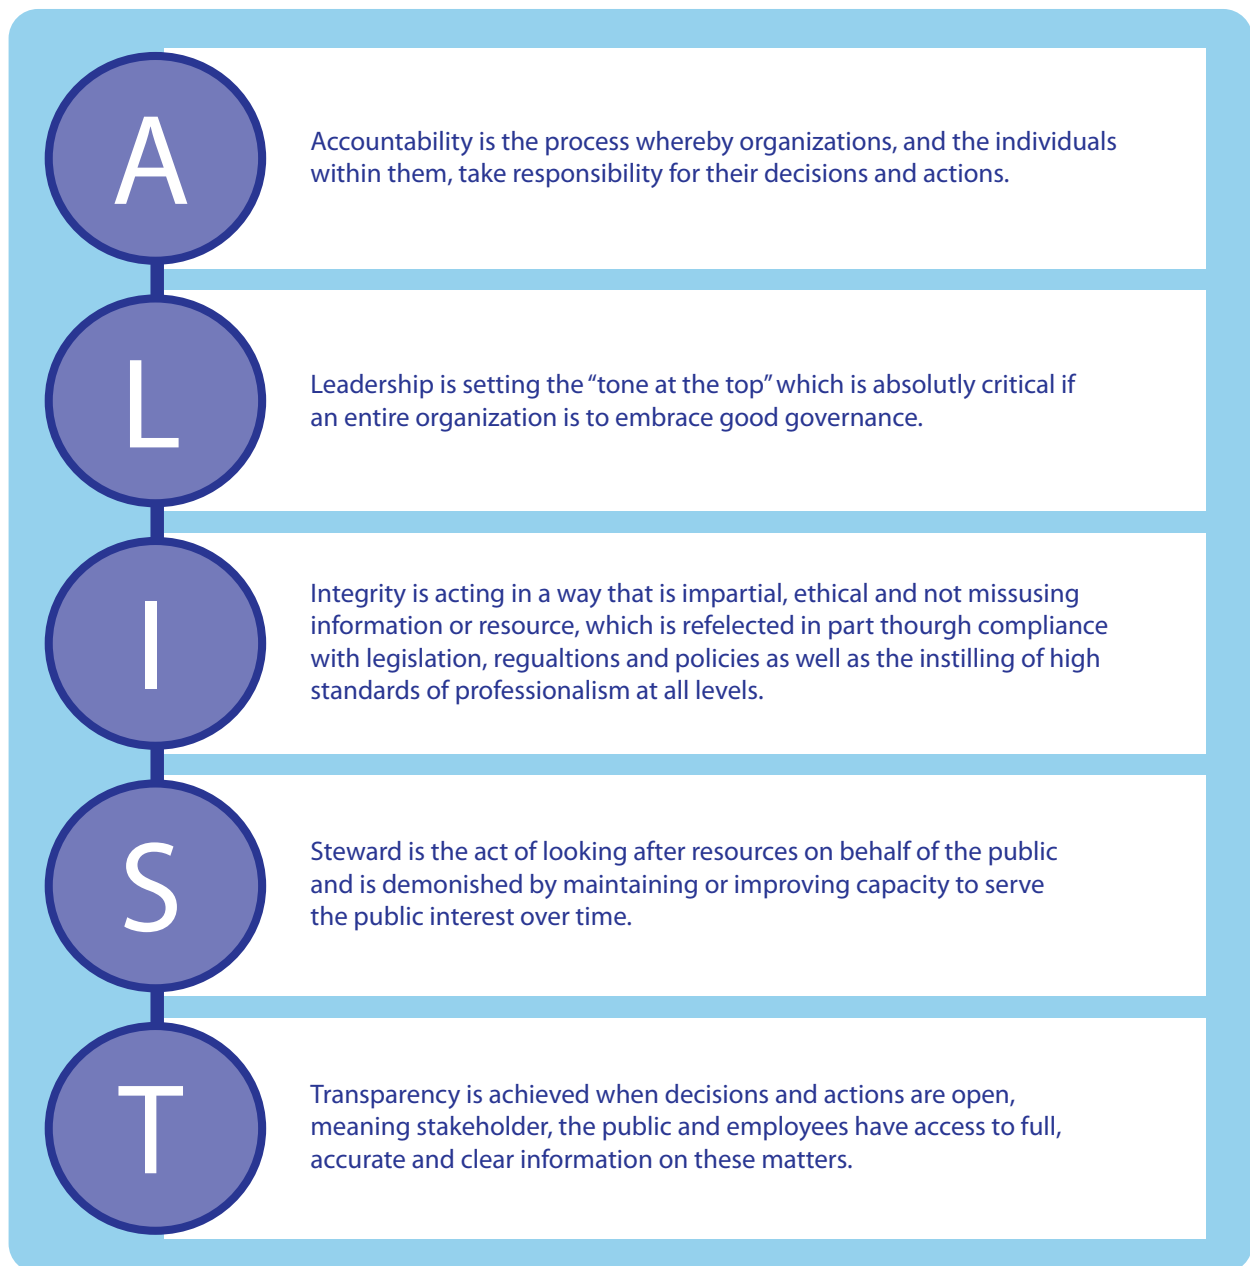 A
Accountability is the process whereby organizations, and the individuals
within them, take responsibility for their decisions and actions.
L
Leadership is setting the “tone at the top” which is absolutly critical if
an entire organization is to embrace good governance.
I
Integrity is acting in a way that is impartial, ethical and not missusing
information or resource, which is refelected in part thourgh compliance
with legislation, regualtions and policies as well as the instilling of high
standards of professionalism at all levels.
S
Steward is the act of looking after resources on behalf of the public
and is demonished by maintaining or improving capacity to serve
the public interest over time.
T
Transparency is achieved when decisions and actions are open,
meaning stakeholder, the public and employees have access to full,
accurate and clear information on these matters.